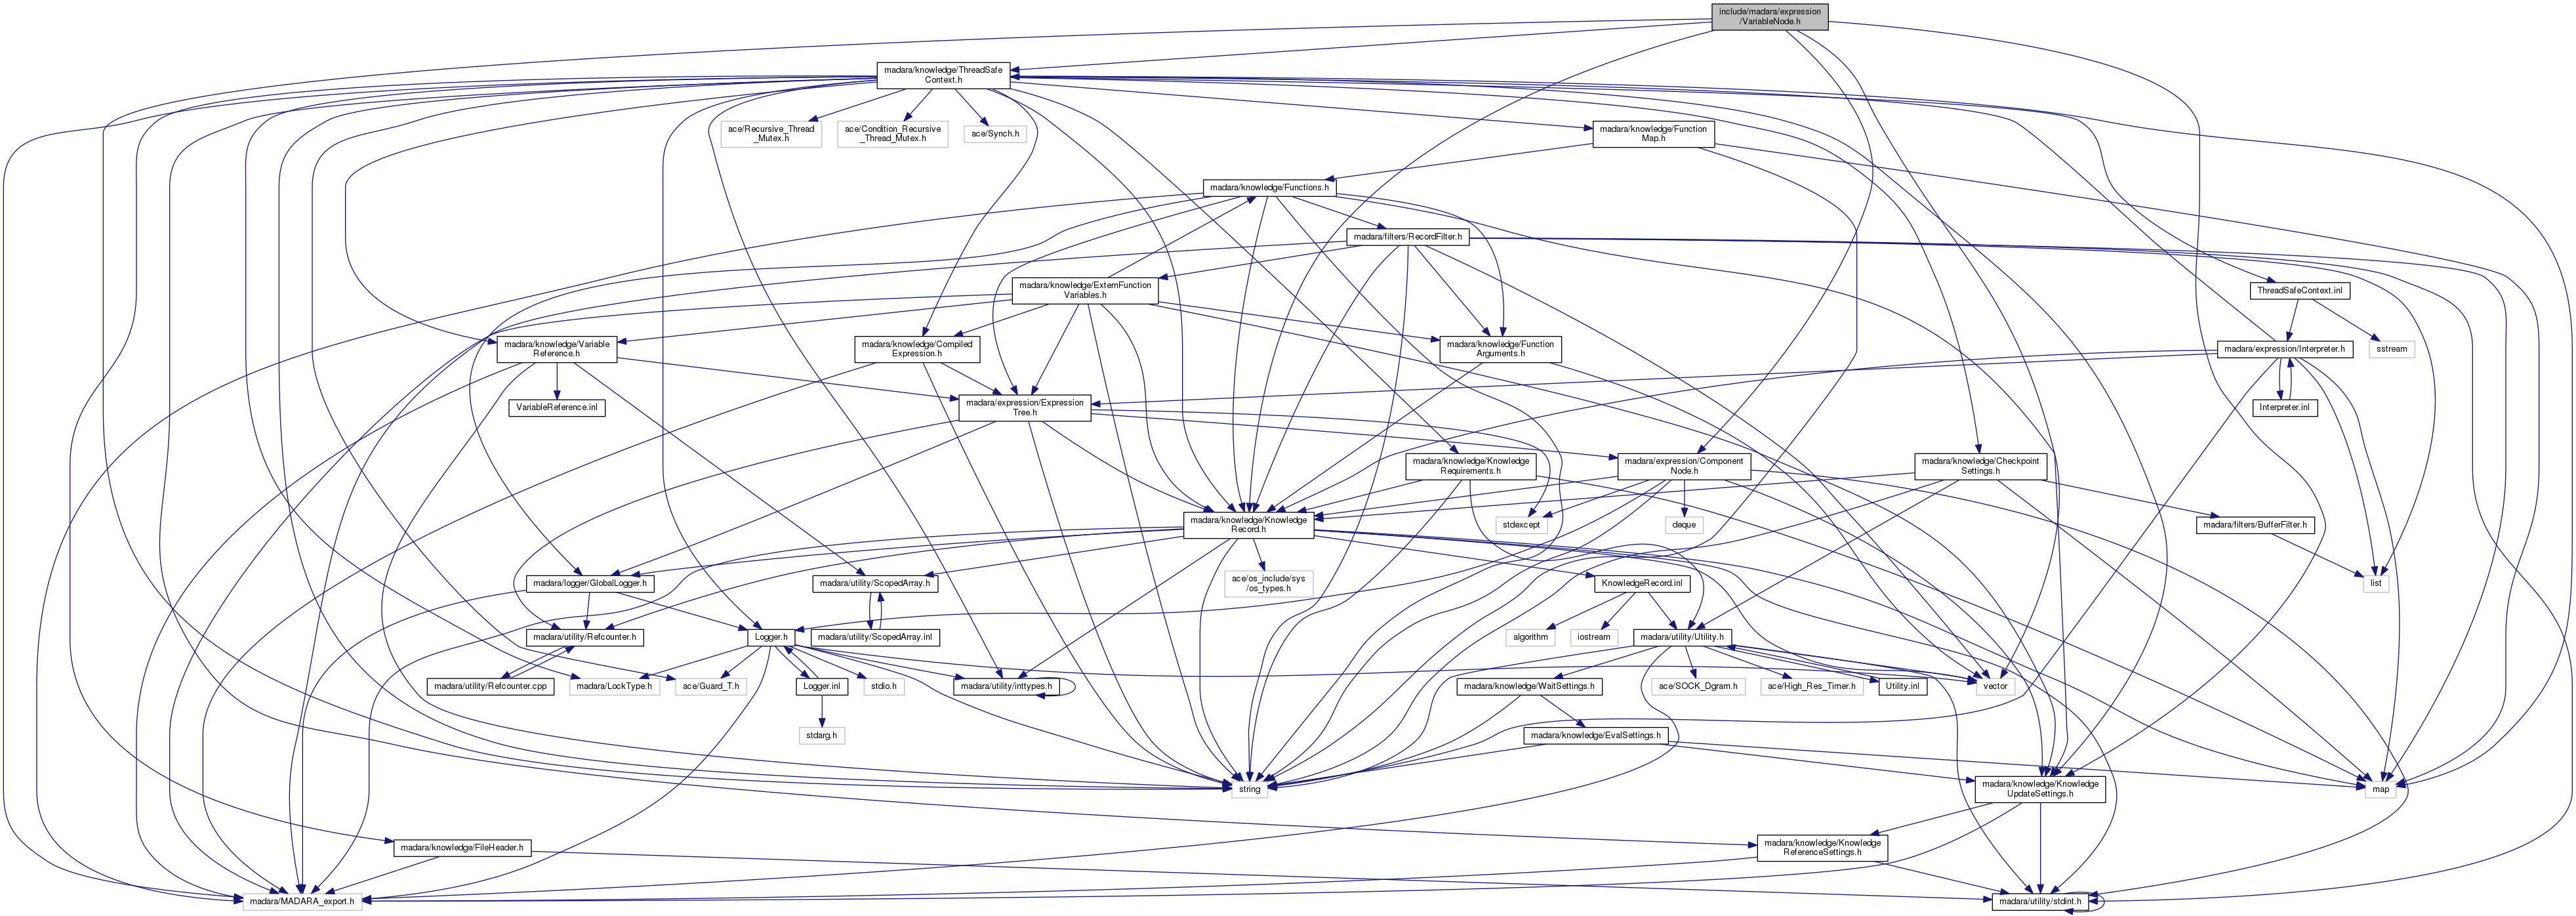 include/madara/expression
/VariableNode.h
madara/knowledge/ThreadSafe
Context.h
ace/Recursive_Thread
_Mutex.h
ace/Condition_Recursive
_Thread_Mutex.h
ace/Synch.h
madara/knowledge/Function
Map.h
madara/knowledge/Functions.h
madara/filters/RecordFilter.h
madara/knowledge/ExternFunction
Variables.h
ThreadSafeContext.inl
madara/knowledge/Variable
Reference.h
madara/knowledge/Compiled
Expression.h
madara/knowledge/Function
Arguments.h
madara/expression/Interpreter.h
sstream
VariableReference.inl
madara/expression/Expression
Tree.h
Interpreter.inl
madara/knowledge/Knowledge
Requirements.h
madara/expression/Component
Node.h
madara/knowledge/Checkpoint
Settings.h
madara/knowledge/Knowledge
Record.h
stdexcept
deque
madara/filters/BufferFilter.h
madara/logger/GlobalLogger.h
madara/utility/ScopedArray.h
ace/os_include/sys
/os_types.h
KnowledgeRecord.inl
list
madara/utility/Refcounter.h
Logger.h
madara/utility/ScopedArray.inl
algorithm
iostream
madara/utility/Utility.h
madara/utility/Refcounter.cpp
madara/LockType.h
ace/Guard_T.h
Logger.inl
stdio.h
madara/utility/inttypes.h
madara/knowledge/WaitSettings.h
ace/SOCK_Dgram.h
ace/High_Res_Timer.h
Utility.inl
vector
stdarg.h
madara/knowledge/EvalSettings.h
string
madara/knowledge/Knowledge
UpdateSettings.h
map
madara/knowledge/FileHeader.h
madara/knowledge/Knowledge
ReferenceSettings.h
madara/MADARA_export.h
madara/utility/stdint.h